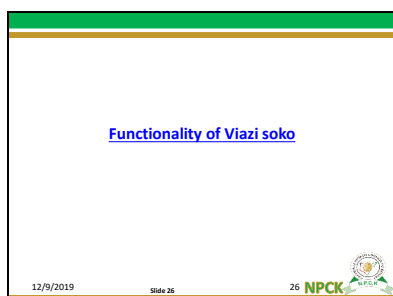 Functionality of Viazi soko
12/9/2019
Slide 26
26
NPCK
N.P.C.K